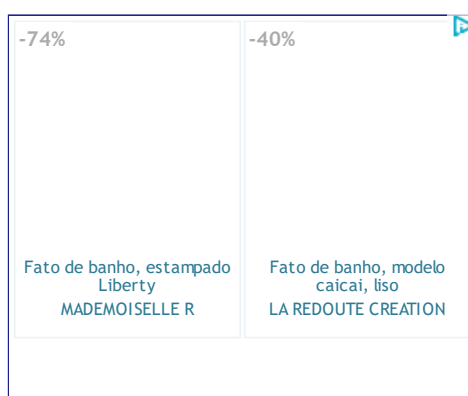 -74%
Fato de banho, estampado
Liberty
MADEMOISELLE R
-40%
Fato de banho, modelo
caicai, liso
LA REDOUTE CREATION